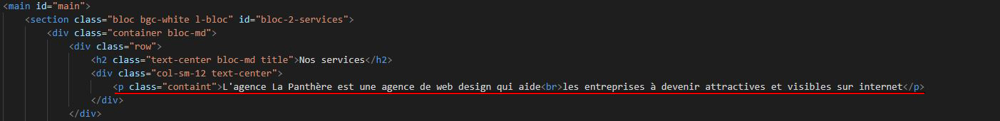 <main id="main">
<section class="bloc bgc-white l-bloc" id="bloc-2-services">
<div class="container bloc-md">
<div class="row">
<h2 class="text-center bloc-md title">Nos services</h2>
<div class="col-sm-12 text-center">
<p class="containt">L'agence La Panthère est une agence de web design qui aide<br>les entreprises à devenir attractives et visibles sur internet</p>
</div>
</div>